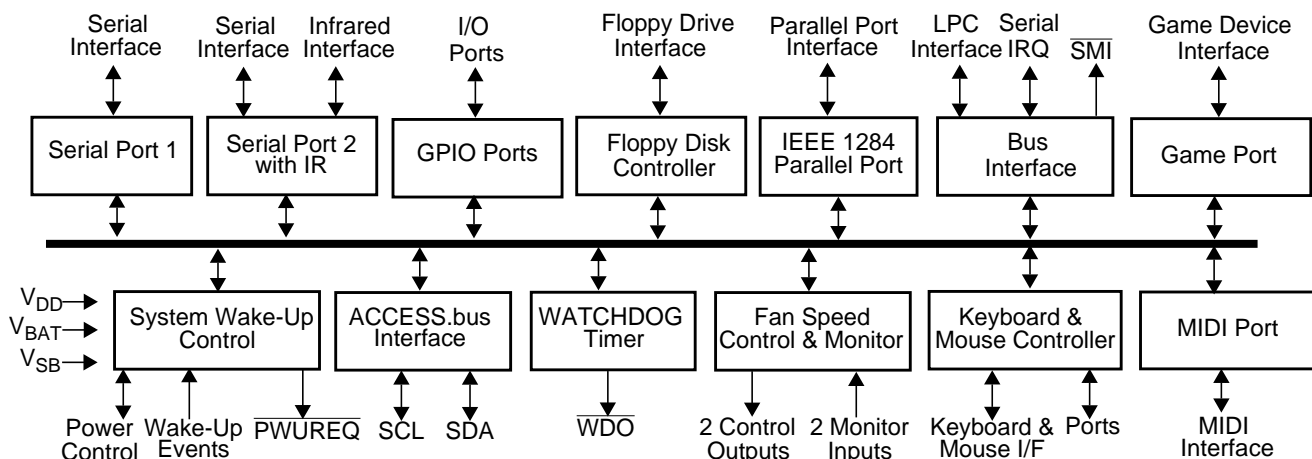 Serial
Interface
Serial
Interface
Infrared
Interface
I/O
Ports
Floppy Drive
Interface
Parallel Port
Interface
LPC
Interface
Serial
IRQ
SMI
Game Device
Interface
Serial Port 1
Serial Port 2
with IR
GPIO Ports
Floppy Disk
Controller
IEEE 1284
Parallel Port
Bus
Interface
Game Port
VDD
VBAT
VSB
System Wake-Up
Control
ACCESS.bus
Interface
WATCHDOG
Timer
Fan Speed
Control & Monitor
Keyboard &
Mouse Controller
MIDI Port
Power
Control
Wake-Up
Events
PWUREQ
SCL
SDA
WDO
2 Control
Outputs
2 Monitor
Inputs
Keyboard &
Mouse I/F
Ports
MIDI
Interface